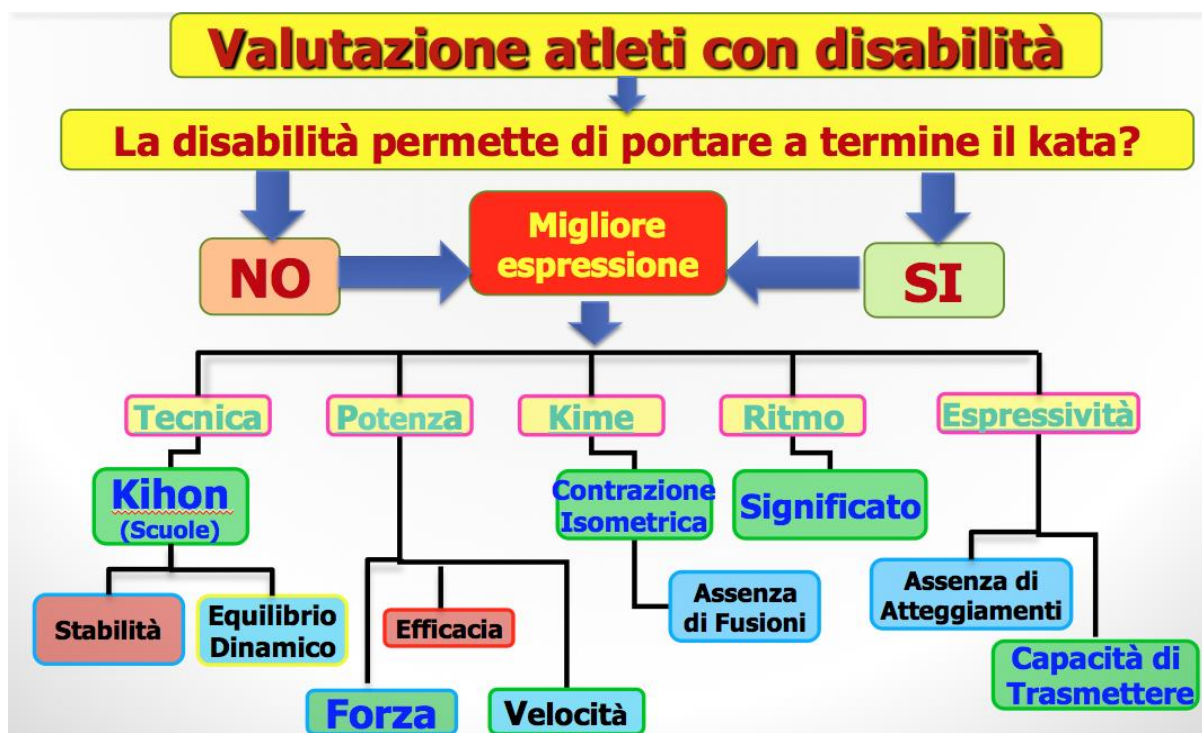 Valutazione atleti con disabilità
La disabilità permette di portare a termine il kata?
NO
Migliore
espressione
SI
Tecnica
Potenza
Kime
Ritmo
Espressività
Kihon
(Scuole)
Contrazione
Isometrica
Significato
Stabilità
Equilibrio
Dinamico
Efficacia
Assenza
di Fusioni
Assenza di
Atteggiamenti
Forza
Velocità
Capacità di
Trasmettere